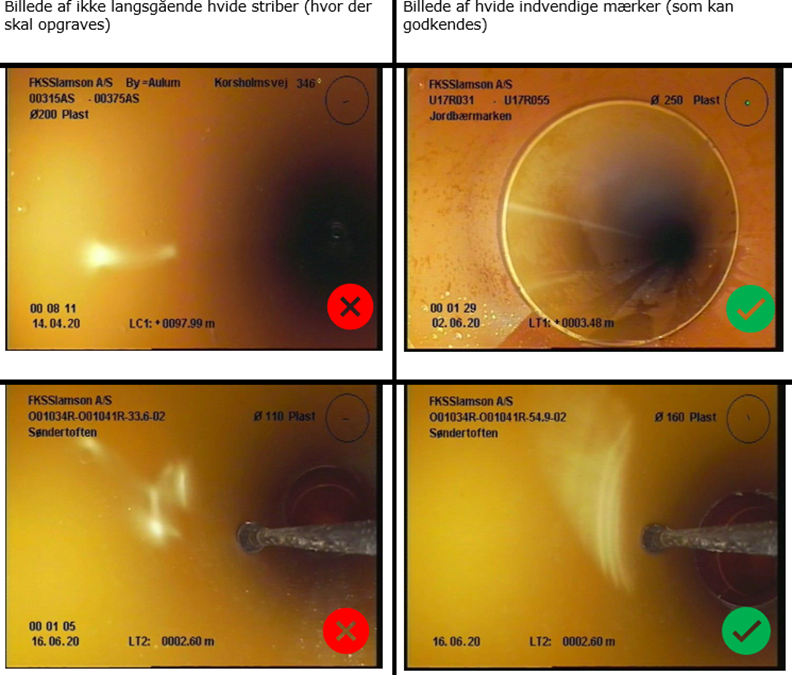 Billede af ikke langsgående hvide striber (hvor der
skal opgraves)
Billede af hvide indvendige mærker (som kan
godkendes)
FKSSlamson A/S By=Aulum Korsholmsvej 346°
00315AS - 00375AS
Ø200 Plast
00 08 11
14.04.20 LC1: +0097.99 m
FKSSlamson A/S
U17R031 - U17R055 Ø 250 Plast
Jordbærmarken
00 01 29
02.06.20 LT1: +0003.48 m
FKSSlamson A/S
O01034R-O01041R-33.6-02 Ø 110 Plast
Søndertoften
00 01 05
16.06.20 LT2: 0002.60 m
FKSSlamson A/S
O01034R-O01041R-54.9-02 Ø 160 Plast
Søndertoften
16.06.20 LT2: 0002.60 m